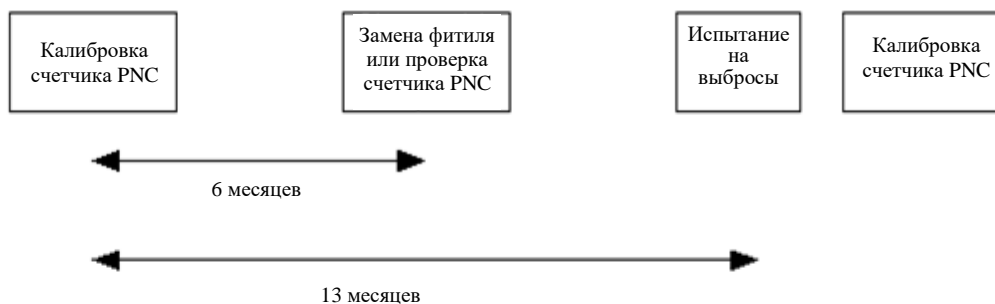 Калибровка
счетчика PNC
Замена фитиля
или проверка
счетчика PNC
Испытание
на
выбросы
Калибровка
счетчика PNC
6 месяцев
13 месяцев